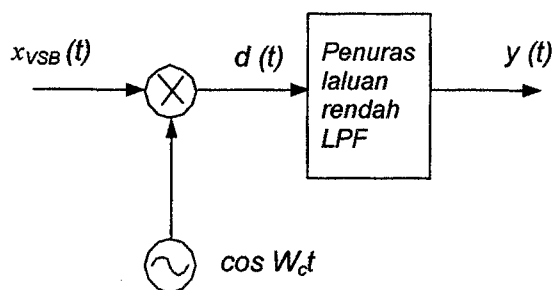 x_VSB (t)
d (t)
Penuras
laluan
rendah
LPF
y (t)
cos W_ct